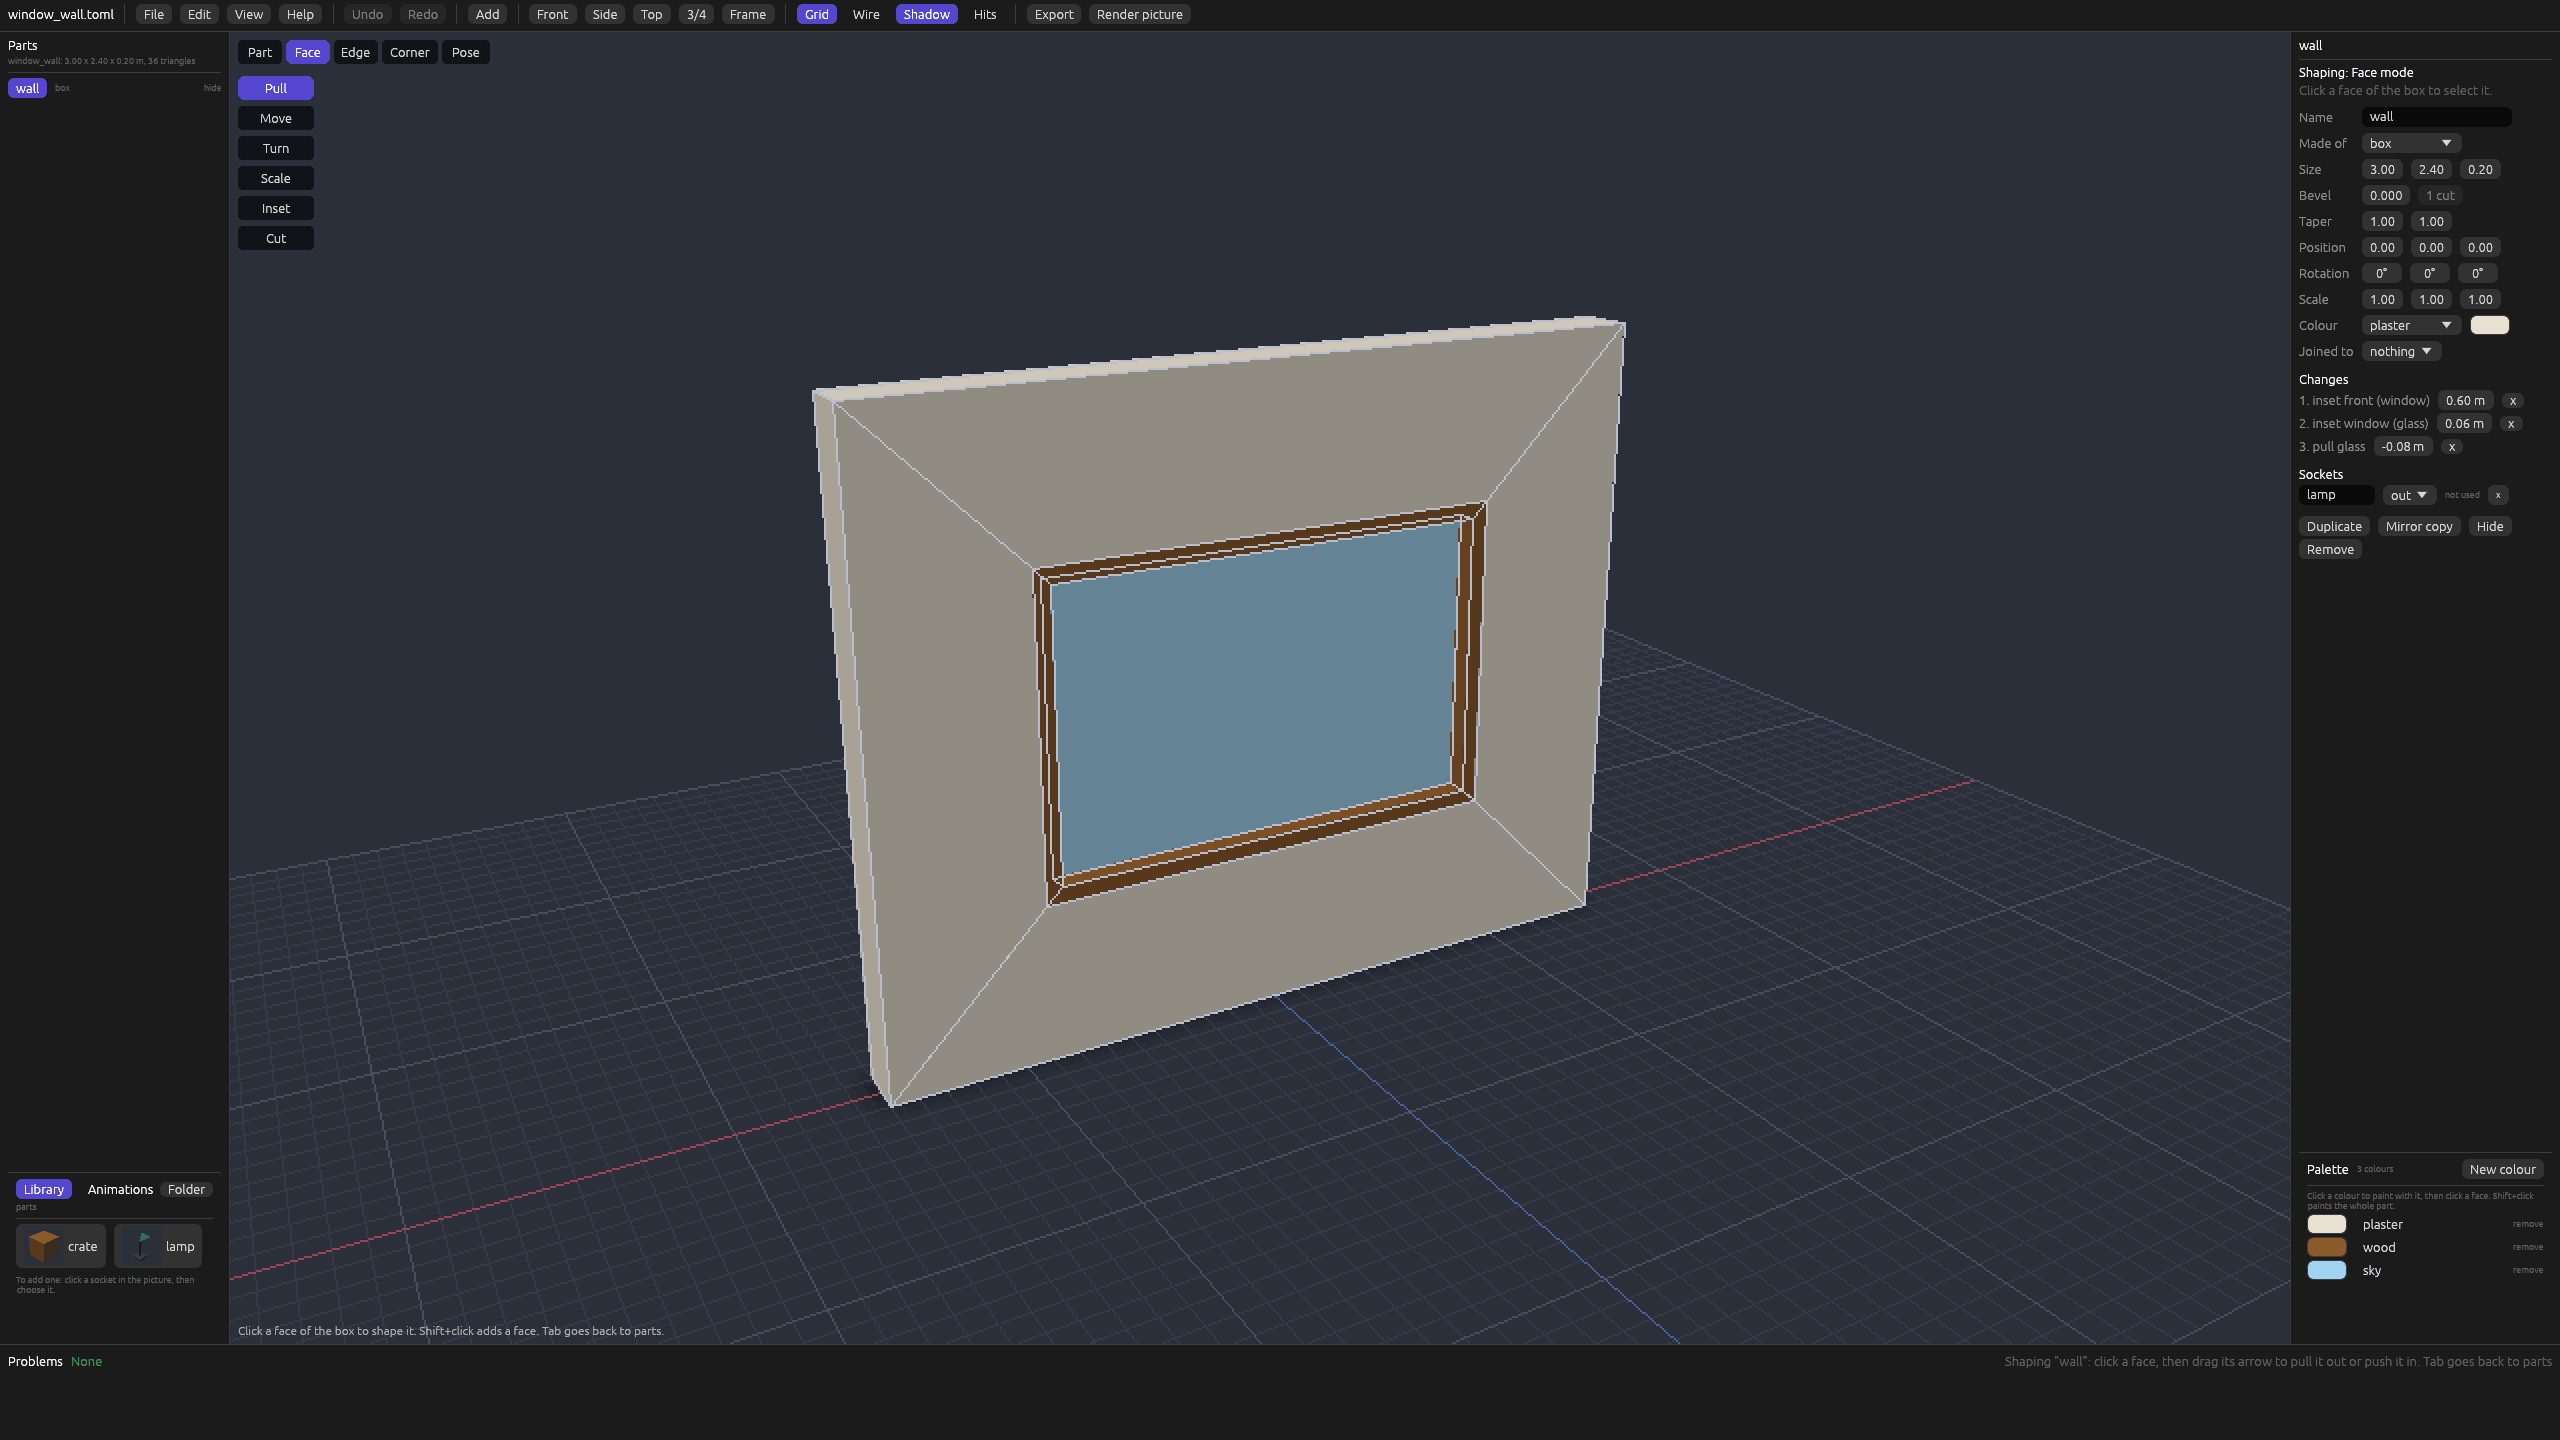 window_wall.toml File Edit View Help Undo Redo Add Front Side Top 3/4 Frame Grid Wire Shadow Hits Export Render picture
Parts
window_wall: 3.00 x 2.40 x 0.20 m, 36 triangles
wall box hide
Part Face Edge Corner Pose
Pull
Move
Turn
Scale
Inset
Cut
Click a face of the box to shape it. Shift+click adds a face. Tab goes back to parts.
Library Animations Folder
parts
crate lamp
To add one: click a socket in the picture, then
choose it.
wall
Shaping: Face mode
Click a face of the box to select it.
Name wall
Made of box
Size 3.00 2.40 0.20
Bevel 0.000 1 cut
Taper 1.00 1.00
Position 0.00 0.00 0.00
Rotation 0° 0° 0°
Scale 1.00 1.00 1.00
Colour plaster
Joined to nothing
Changes
1. inset front (window) 0.60 m x
2. inset window (glass) 0.06 m x
3. pull glass -0.08 m x
Sockets
lamp out not used x
Duplicate Mirror copy Hide
Remove
Palette 3 colours New colour
Click a colour to paint with it, then click a face. Shift+click
paints the whole part.
plaster remove
wood remove
sky remove
Problems None
Shaping "wall": click a face, then drag its arrow to pull it out or push it in. Tab goes back to parts